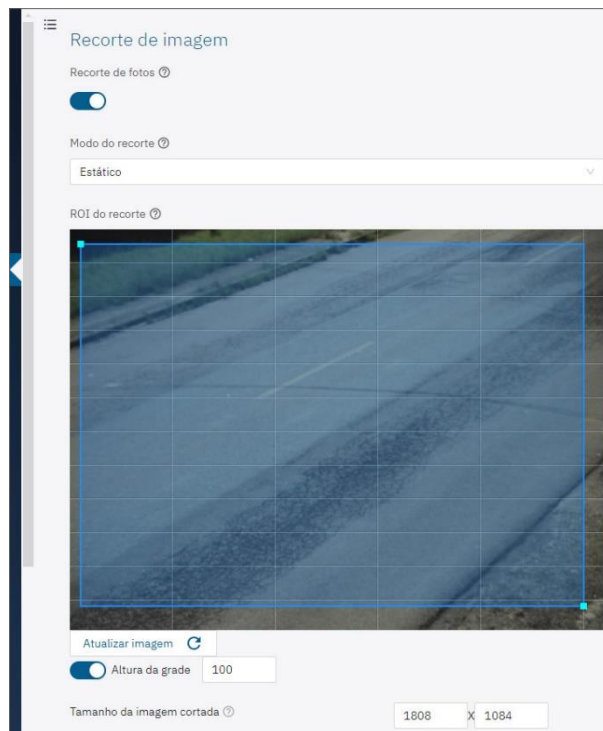 Recorte de imagem
Recorte de fotos
Modo do recorte
Estático
ROI do recorte
Atualizar imagem
Altura da grade 100
Tamanho da imagem cortada 1808 X 1084